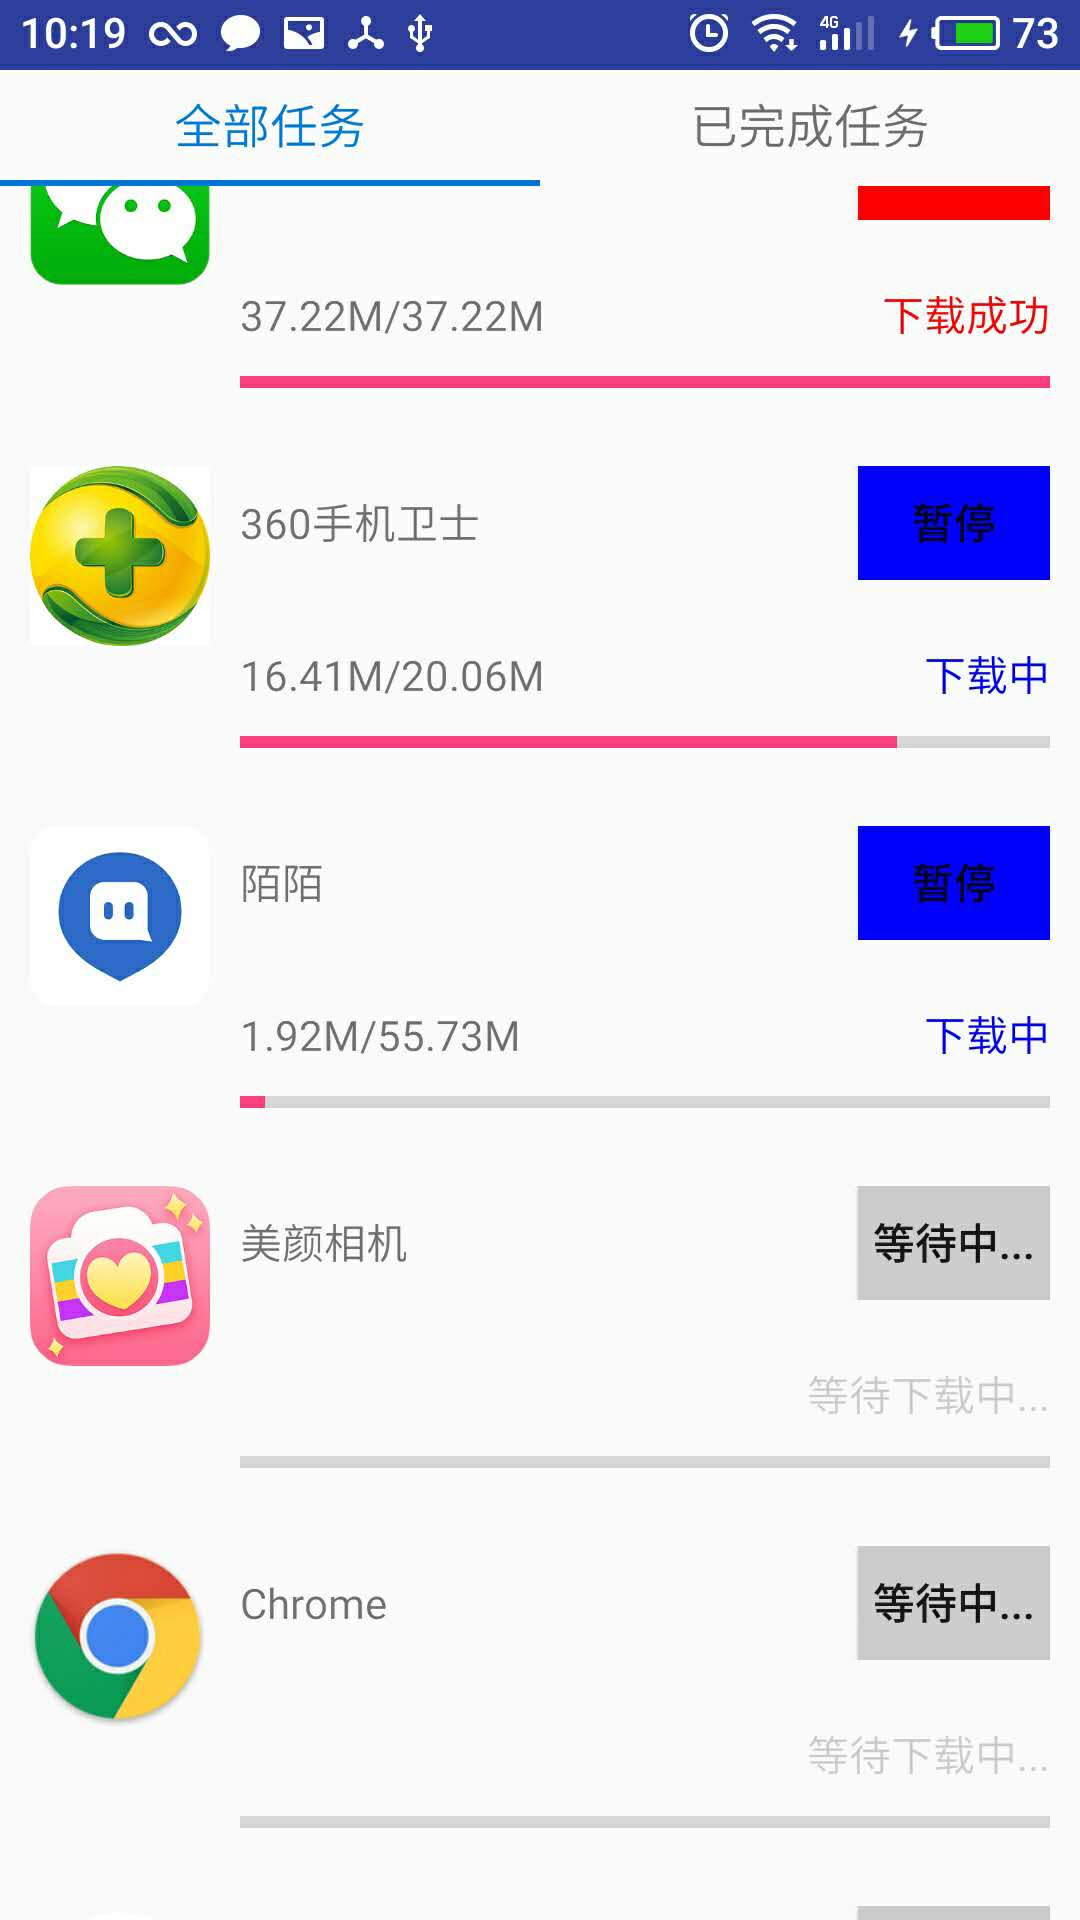 10:19 4G 73
全部任务 已完成任务
37.22M/37.22M 下载成功
360手机卫士 暂停
16.41M/20.06M 下载中
陌陌 暂停
1.92M/55.73M 下载中
美颜相机 等待中...
等待下载中...
Chrome 等待中...
等待下载中...